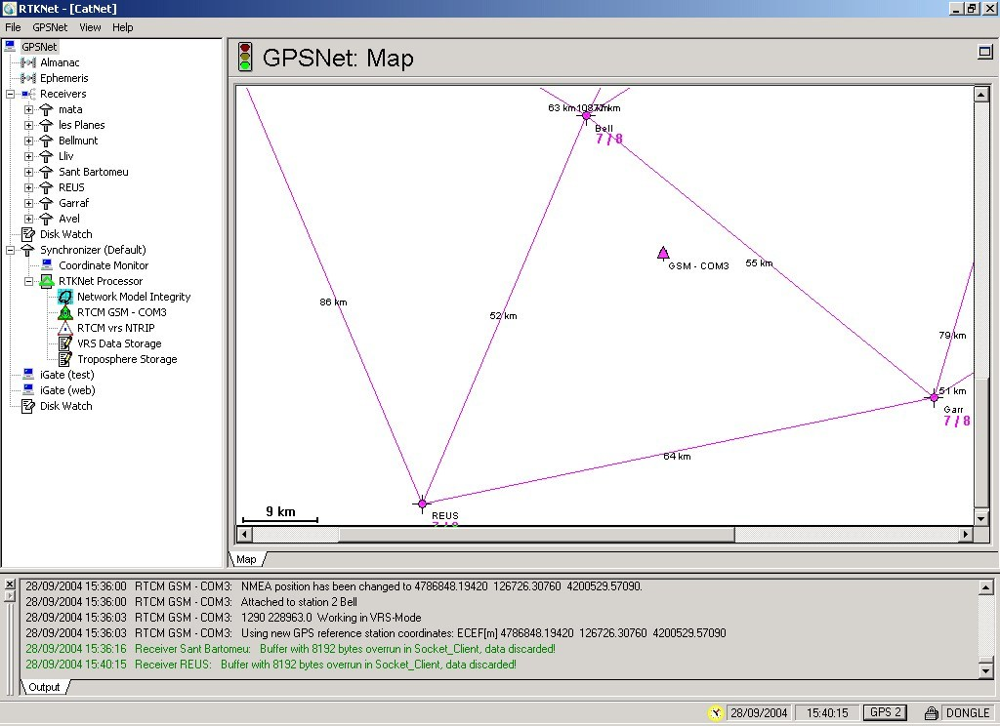 RTKNet - [CatNet]
File GPSNet View Help
GPSNet
Almanac
Ephemeris
Receivers
mata
les Planes
Bellmunt
Lliv
Sant Bartomeu
REUS
Garraf
Avel
Disk Watch
Synchronizer (Default)
Coordinate Monitor
RTKNet Processor
Network Model Integrity
RTCM GSM - COM3
RTCM vrs NTRIP
VRS Data Storage
Troposphere Storage
iGate (test)
iGate (web)
Disk Watch
GPSNet: Map
63 km
Bell
7 / 8
GSM - COM3
55 km
86 km
52 km
79 km
51 km
Garr
7 / 8
64 km
9 km
REUS
Map
28/09/2004 15:36:00 RTCM GSM - COM3: NMEA position has been changed to 4786848.19420 126726.30760 4200529.57090.
28/09/2004 15:36:00 RTCM GSM - COM3: Attached to station 2 Bell
28/09/2004 15:36:03 RTCM GSM - COM3: 1290 228963.0 Working in VRS-Mode
28/09/2004 15:36:03 RTCM GSM - COM3: Using new GPS reference station coordinates: ECEF[m] 4786848.19420 126726.30760 4200529.57090
28/09/2004 15:36:16 Receiver Sant Bartomeu: Buffer with 8192 bytes overrun in Socket_Client, data discarded!
28/09/2004 15:40:15 Receiver REUS: Buffer with 8192 bytes overrun in Socket_Client, data discarded!
Output
28/09/2004 15:40:15 GPS 2 DONGLE